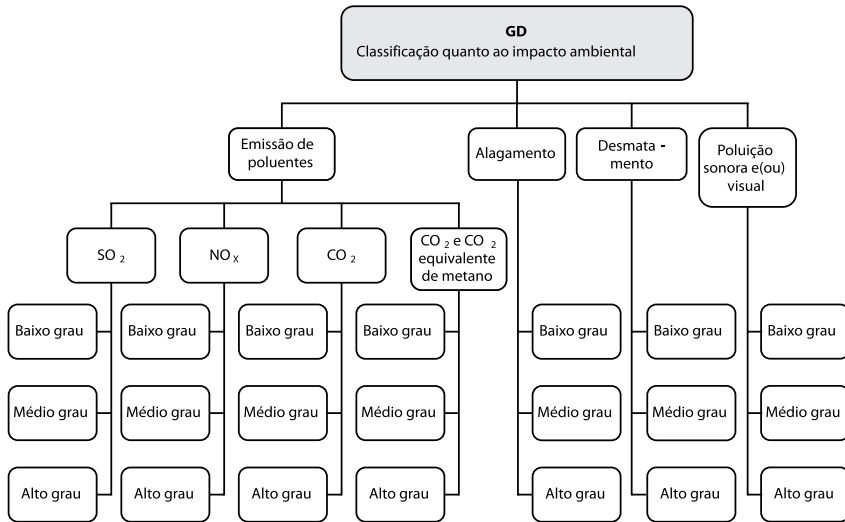 GD
Classificação quanto ao impacto ambiental
Emissão de
poluentes
Alagamento
Desmata -
mento
Poluição
sonora e(ou)
visual
SO 2
NO X
CO 2
CO 2 e CO 2
equivalente
de metano
Baixo grau
Baixo grau
Baixo grau
Baixo grau
Baixo grau
Baixo grau
Baixo grau
Médio grau
Médio grau
Médio grau
Médio grau
Médio grau
Médio grau
Médio grau
Alto grau
Alto grau
Alto grau
Alto grau
Alto grau
Alto grau
Alto grau